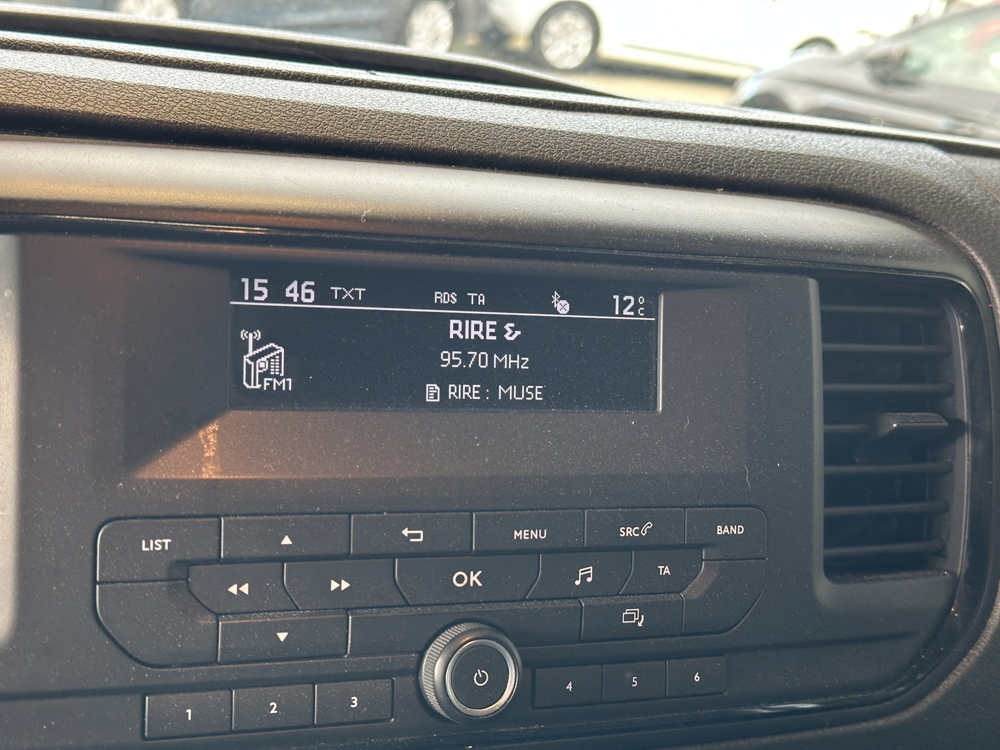 15 46 TXT RDS TA 12°C
RIRE &
95.70 MHz
FM1
RIRE : MUSE
LIST MENU SRC BAND
OK TA
1 2 3 4 5 6